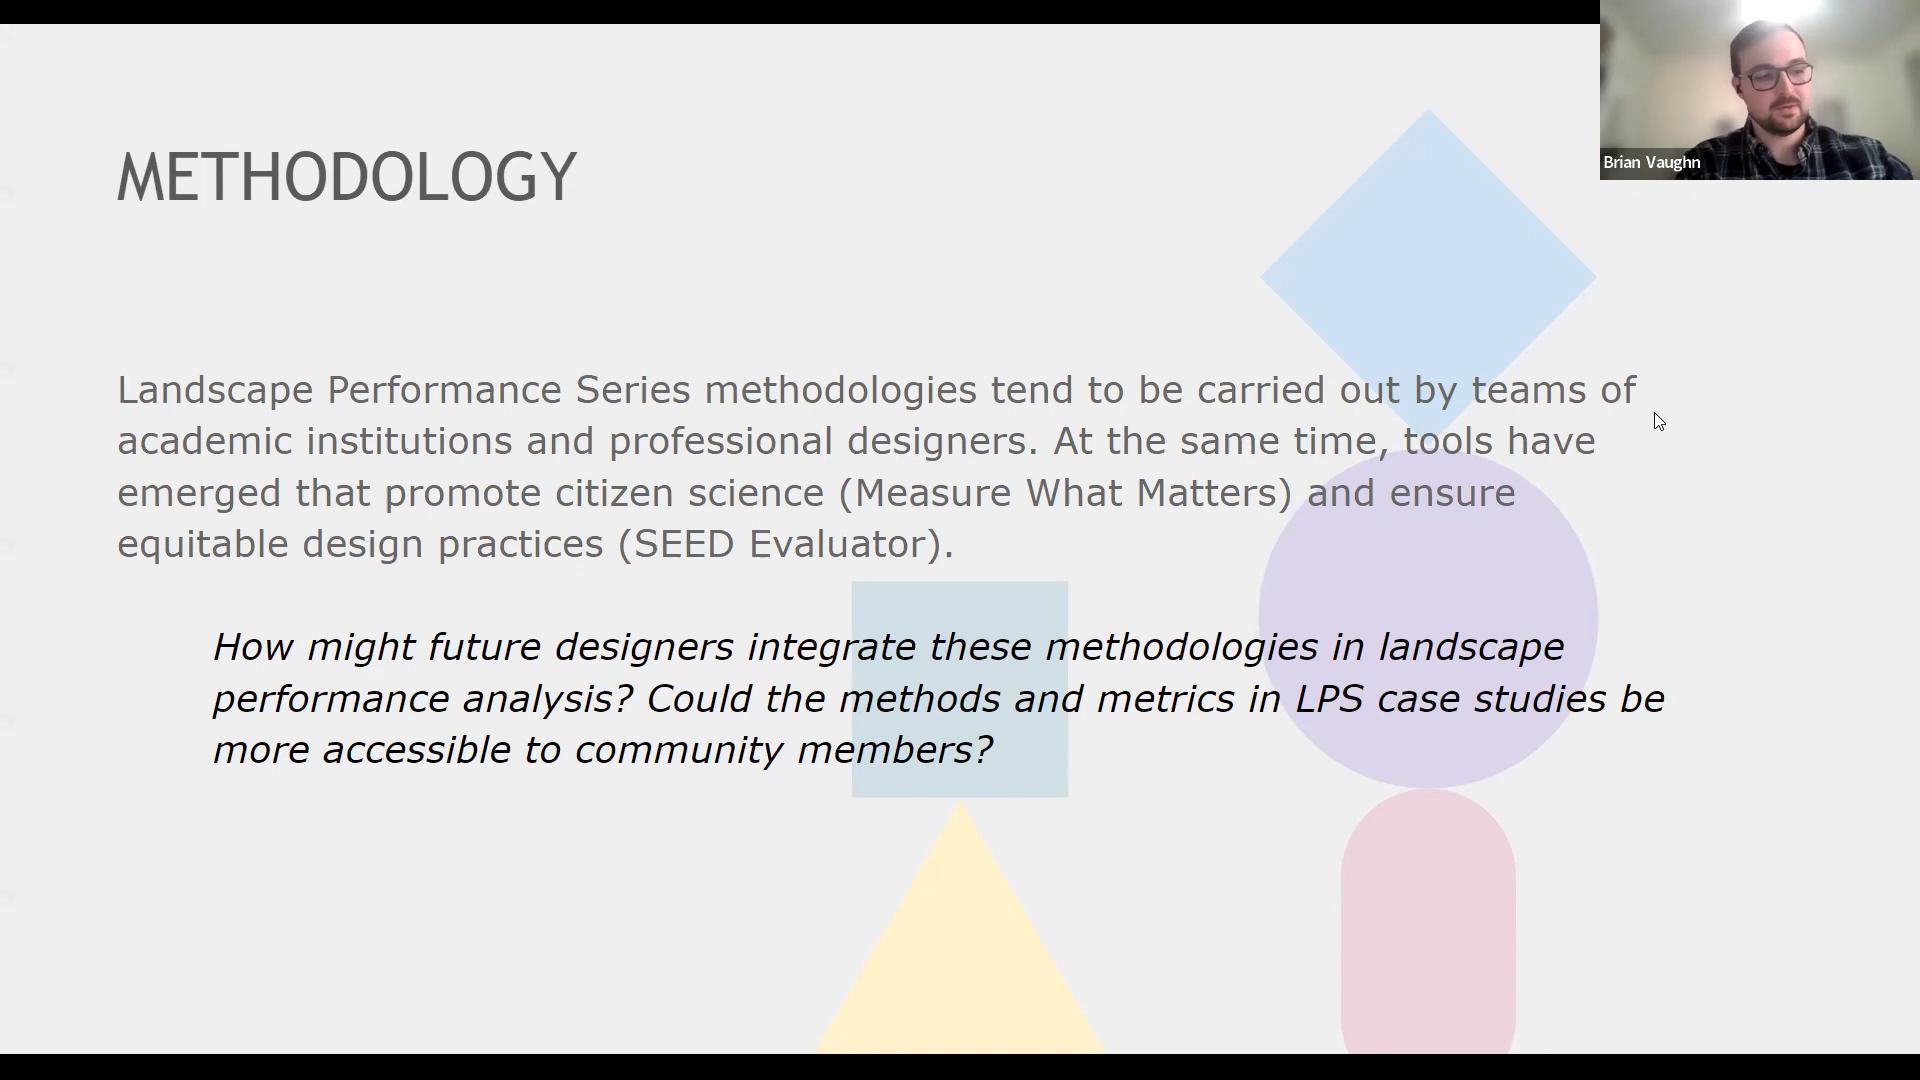 METHODOLOGY
Brian Vaughn
Landscape Performance Series methodologies tend to be carried out by teams of
academic institutions and professional designers. At the same time, tools have
emerged that promote citizen science (Measure What Matters) and ensure
equitable design practices (SEED Evaluator).
How might future designers integrate these methodologies in landscape
performance analysis? Could the methods and metrics in LPS case studies be
more accessible to community members?